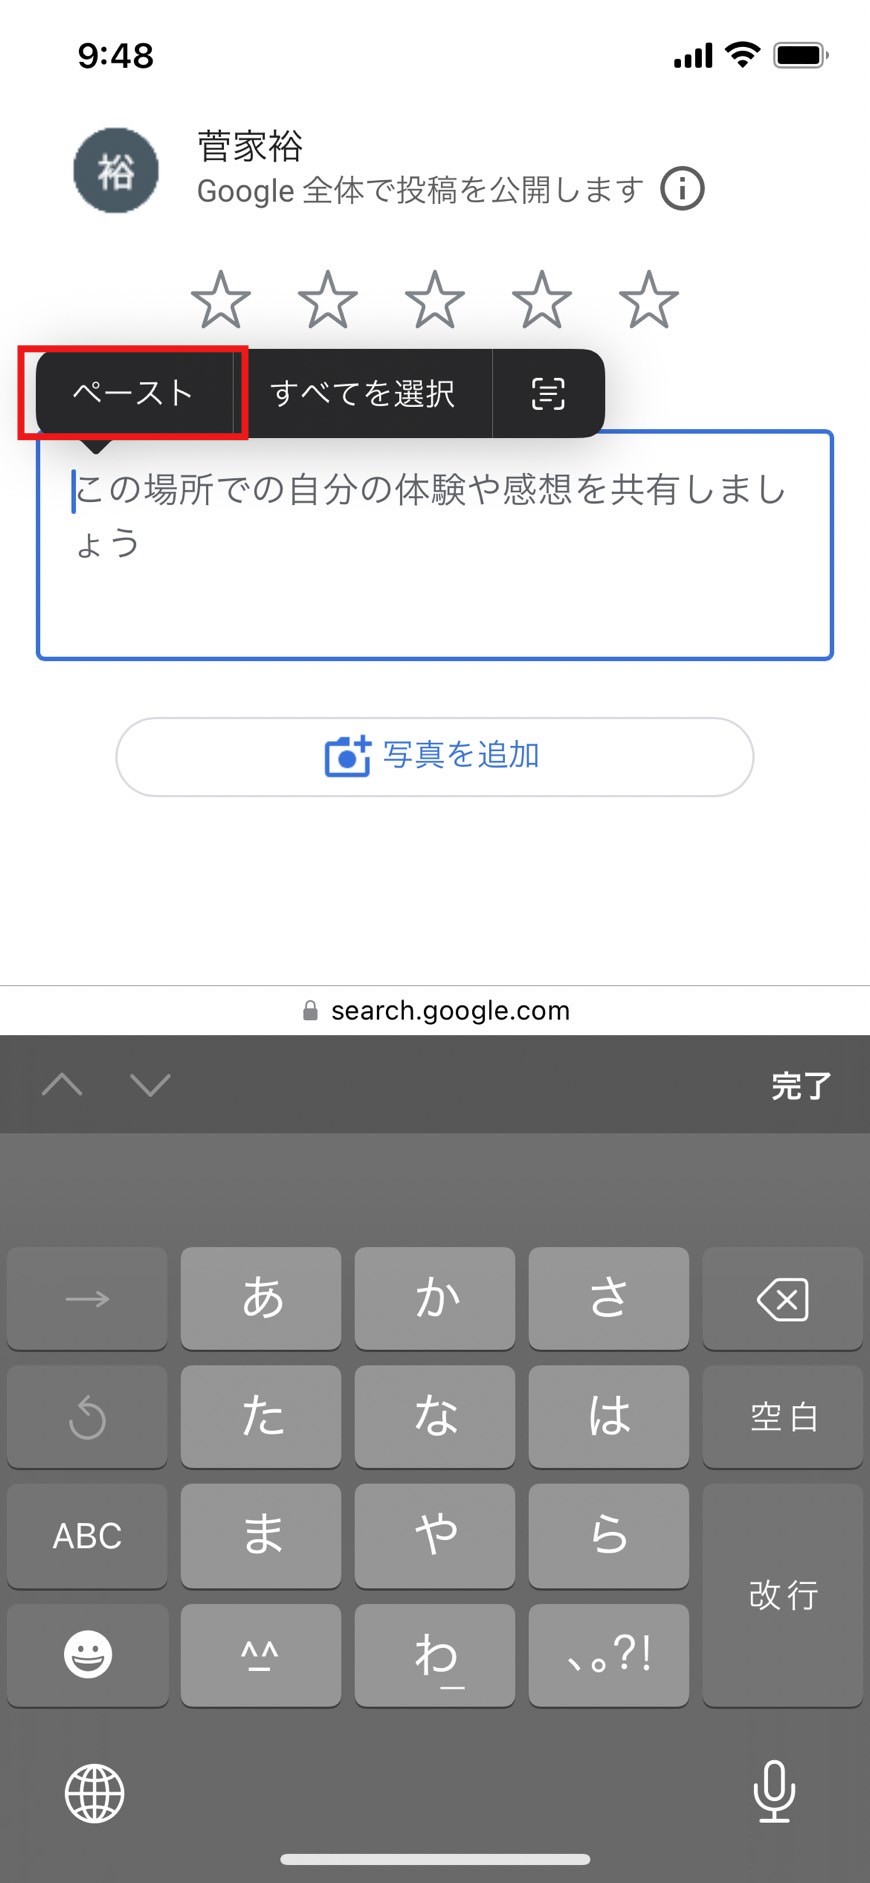 9:48
裕
菅家裕
Google 全体で投稿を公開します
ペースト すべてを選択
この場所での自分の体験や感想を共有しまし
ょう
写真を追加
search.google.com
完了
→ あ か さ
た な は 空白
ABC ま や ら
改行
^^ わ_ 、。?!